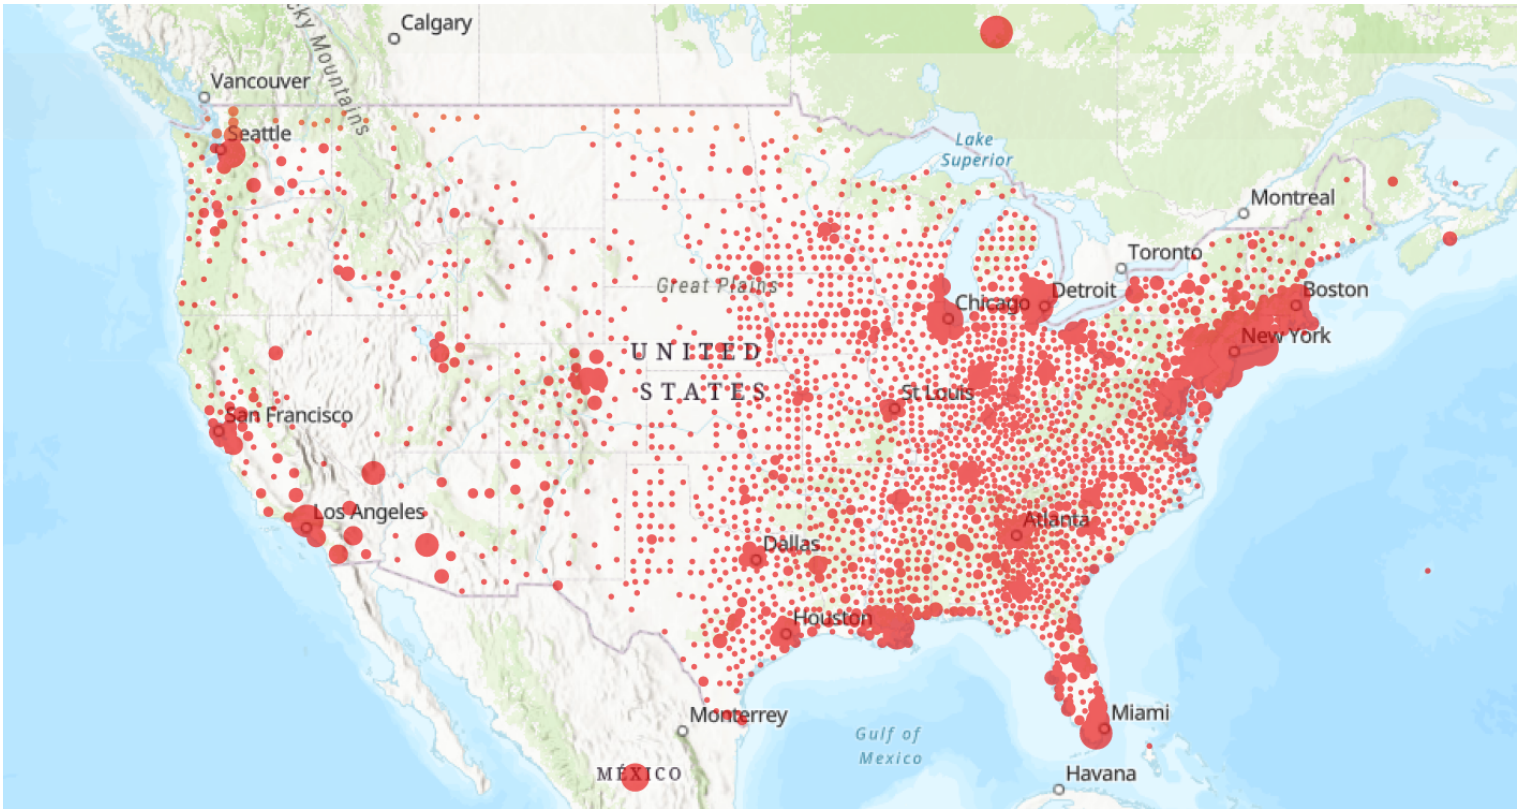 Calgary
cky Mountains
Vancouver
Seattle
Lake
Superior
Montreal
Toronto
Great Plains
Chicago
Detroit
Boston
New York
UNITED
STATES
St Louis
San Francisco
Los Angeles
Atlanta
Dallas
Houston
Monterrey
Miami
Gulf of
Mexico
MÉXICO
Havana